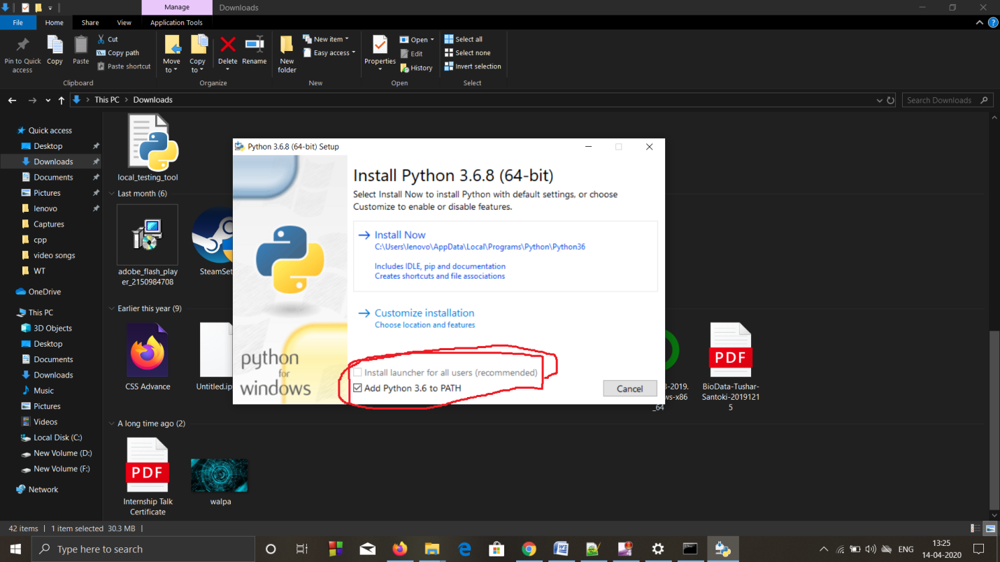 Manage
Downloads
File
Home
Share
View
Application Tools
Pin to Quick access
Copy
Paste
Cut
Copy path
Paste shortcut
Clipboard
Move to
Copy to
Delete
Rename
Organize
New folder
New item
Easy access
New
Properties
Open
Edit
History
Open
Select all
Select none
Invert selection
Select
This PC > Downloads
Search Downloads
Quick access
Desktop
Downloads
Documents
Pictures
lenovo
Captures
cpp
video songs
WT
OneDrive
This PC
3D Objects
Desktop
Documents
Downloads
Music
Pictures
Videos
Local Disk (C:)
New Volume (D:)
New Volume (F:)
Network
local_testing_tool
Last month (6)
adobe_flash_play
er_2150984708
SteamSet
Earlier this year (9)
CSS Advance
Untitled.ip
3-2019.
ws-x86
_64
BioData-Tushar-
Santoki-2019121
5
PDF
A long time ago (2)
PDF
Internship Talk
Certificate
walpa
Python 3.6.8 (64-bit) Setup
Install Python 3.6.8 (64-bit)
Select Install Now to install Python with default settings, or choose
Customize to enable or disable features.
Install Now
C:\Users\lenovo\AppData\Local\Programs\Python\Python36
Includes IDLE, pip and documentation
Creates shortcuts and file associations
Customize installation
Choose location and features
python
for
windows
Install launcher for all users (recommended)
Add Python 3.6 to PATH
Cancel
42 items
1 item selected 30.3 MB
Type here to search
ENG
13:25
14-04-2020